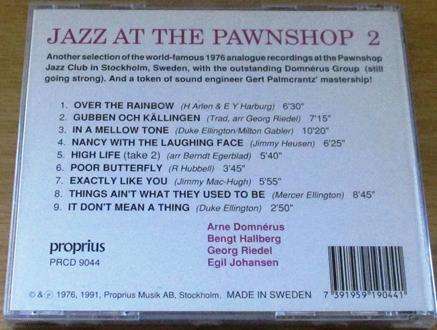 JAZZ AT THE PAWNSHOP 2
Another selection of the world-famous 1976 analogue recordings at the Pawnshop
Jazz Club in Stockholm, Sweden, with the outstanding Domnérus Group (still
going strong). And a token of sound engineer Gert Palmcrantz' mastership!
1. OVER THE RAINBOW (H Arlen & E Y Harburg) 6'30"
2. GUBBEN OCH KÄLLINGEN (Trad, arr Georg Riedel) 7'15"
3. IN A MELLOW TONE (Duke Ellington/Milton Gabler) 10'20"
4. NANCY WITH THE LAUGHING FACE (Jimmy Heusen) 6'25"
5. HIGH LIFE (take 2) (arr Berndt Egerblad) 5'40"
6. POOR BUTTERFLY (R Hubbell) 3'45"
7. EXACTLY LIKE YOU (Jimmy Mac-Hugh) 5'55"
8. THINGS AIN'T WHAT THEY USED TO BE (Mercer Ellington) 8'45"
9. IT DON'T MEAN A THING (Duke Ellington) 2'50"
Arne Domnérus
Bengt Hallberg
Georg Riedel
Egil Johansen
proprius
PRCD 9044
© & ℗ 1976, 1991, Proprius Musik AB, Stockholm. MADE IN SWEDEN
7 391959 190441